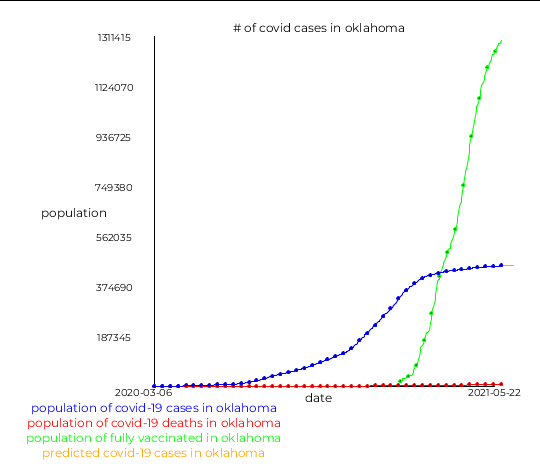 # of covid cases in oklahoma
1311415
1124070
936725
749380
population
562035
374690
187345
2020-03-06
2021-05-22
date
population of covid-19 cases in oklahoma
population of covid-19 deaths in oklahoma
population of fully vaccinated in oklahoma
predicted covid-19 cases in oklahoma